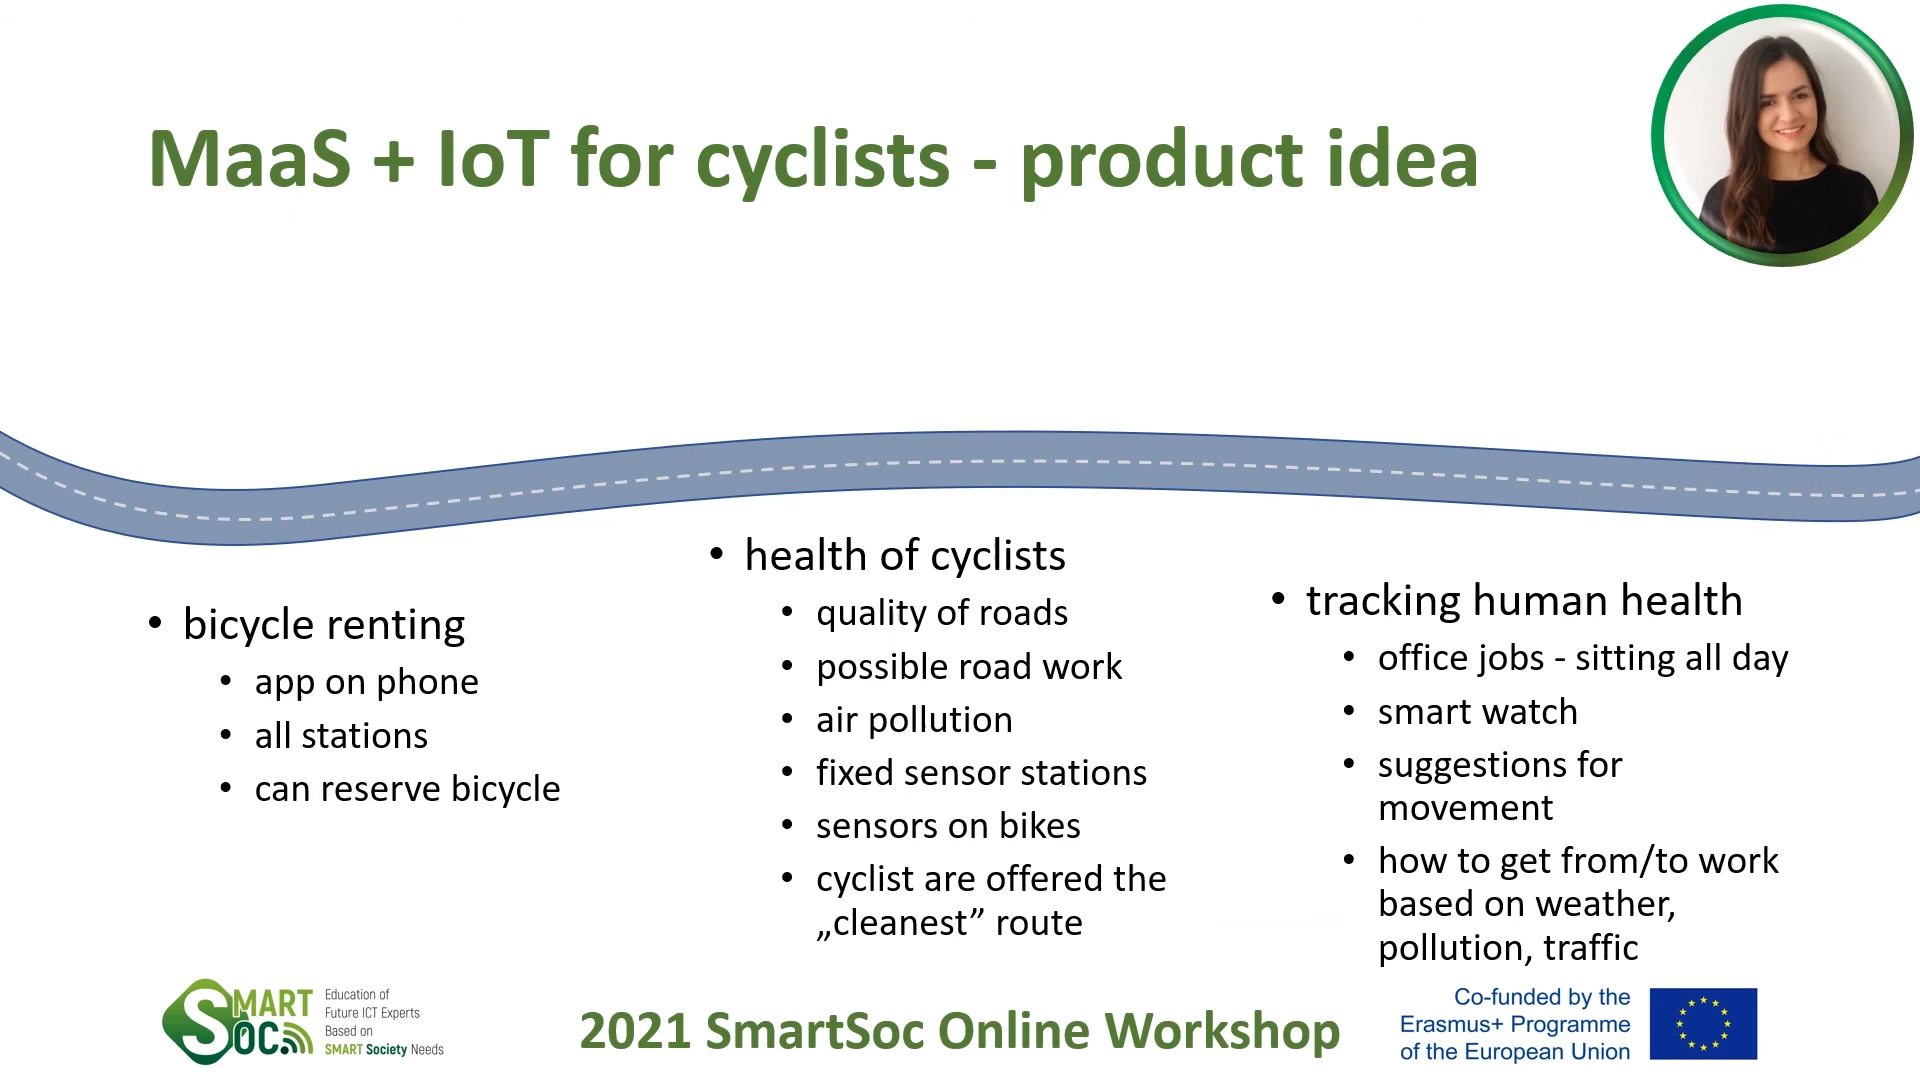 MaaS + IoT for cyclists - product idea
• bicycle renting
• app on phone
• all stations
• can reserve bicycle
• health of cyclists
• quality of roads
• possible road work
• air pollution
• fixed sensor stations
• sensors on bikes
• cyclist are offered the
„cleanest” route
• tracking human health
• office jobs - sitting all day
• smart watch
• suggestions for
movement
• how to get from/to work
based on weather,
pollution, traffic
SMART
SOC
Education of
Future ICT Experts
Based on
SMART Society Needs
2021 SmartSoc Online Workshop
Co-funded by the
Erasmus+ Programme
of the European Union